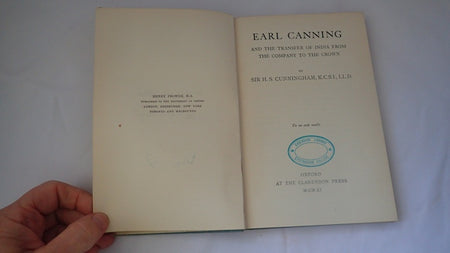 HENRY FROWDE, M.A.
PUBLISHER TO THE UNIVERSITY OF OXFORD
LONDON, EDINBURGH, NEW YORK
TORONTO AND MELBOURNE
EARL CANNING
AND THE TRANSFER OF INDIA FROM
THE COMPANY TO THE CROWN
BY
SIR H. S. CUNNINGHAM, K.C.S.I., LL.D.
OXFORD
AT THE CLARENDON PRESS